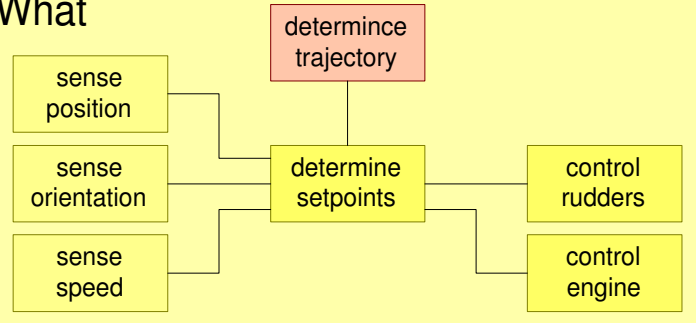 What
determince
trajectory
sense
position
sense
orientation
determine
setpoints
control
rudders
sense
speed
control
engine